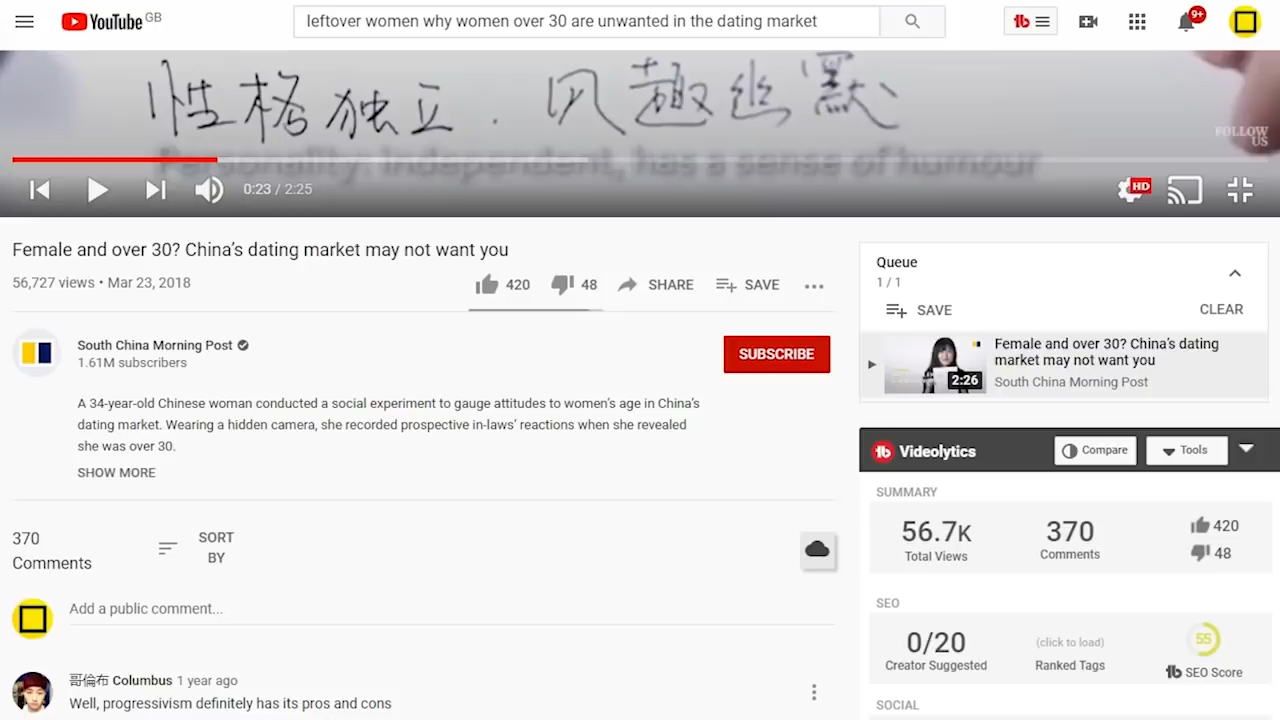 YouTube GB
leftover women why women over 30 are unwanted in the dating market
9+
性格独立.风趣幽默
FOLLOW
US
Personality: Independent, has a sense of humour
0:23 / 2:25
HD
Female and over 30? China’s dating market may not want you
56,727 views • Mar 23, 2018
420
48
SHARE
SAVE
South China Morning Post
1.61M subscribers
SUBSCRIBE
A 34-year-old Chinese woman conducted a social experiment to gauge attitudes to women’s age in China’s
dating market. Wearing a hidden camera, she recorded prospective in-laws’ reactions when she revealed
she was over 30.
SHOW MORE
370
Comments
SORT
BY
Add a public comment...
哥倫布 Columbus 1 year ago
Well, progressivism definitely has its pros and cons
Queue
1 / 1
SAVE
CLEAR
2:26
Female and over 30? China’s dating
market may not want you
South China Morning Post
tb Videolytics
Compare
Tools
SUMMARY
56.7K
Total Views
370
Comments
420
48
SEO
0/20
Creator Suggested
(click to load)
Ranked Tags
55
tb SEO Score
SOCIAL